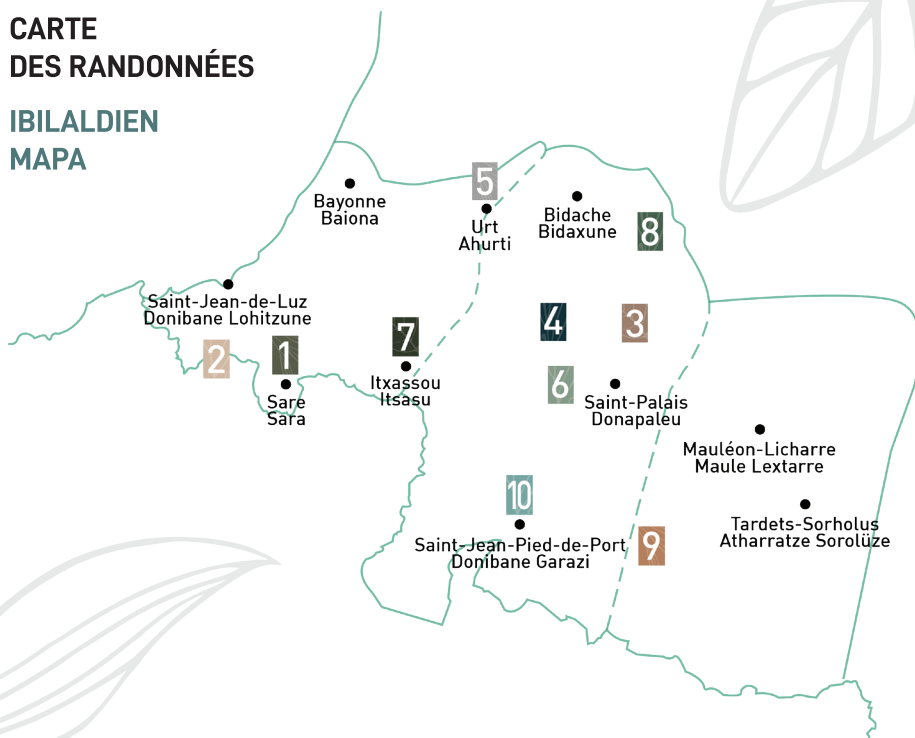 CARTE
DES RANDONNÉES
IBILALDIEN
MAPA
5
Bayonne
Baiona
Urt
Ahurti
Bidache
Bidaxune
8
Saint-Jean-de-Luz
Donibane Lohitzune
4
3
7
2
1
Itxassou
Itsasu
6
Sare
Sara
Saint-Palais
Donapaleu
Mauléon-Licharre
Maule Lextarre
10
Tardets-Sorholus
Atharratze Sorolüze
Saint-Jean-Pied-de-Port
Donibane Garazi
9